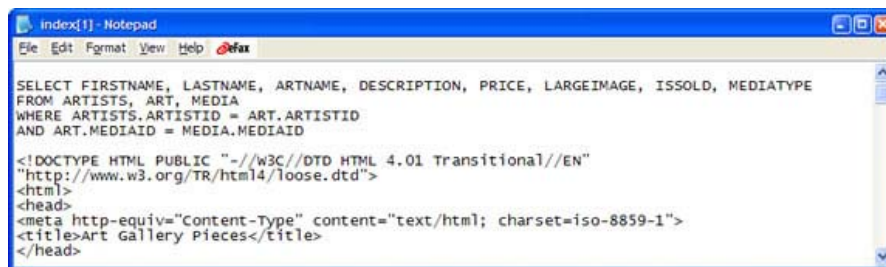 index[1] - Notepad
File Edit Format View Help eFax
SELECT FIRSTNAME, LASTNAME, ARTNAME, DESCRIPTION, PRICE, LARGEIMAGE, ISSOLD, MEDIATYPE
FROM ARTISTS, ART, MEDIA
WHERE ARTISTS.ARTISTID = ART.ARTISTID
AND ART.MEDIAID = MEDIA.MEDIAID
<!DOCTYPE HTML PUBLIC "-//W3C//DTD HTML 4.01 Transitional//EN"
"http://www.w3.org/TR/html4/loose.dtd">
<html>
<head>
<meta http-equiv="Content-Type" content="text/html; charset=iso-8859-1">
<title>Art Gallery Pieces</title>
</head>